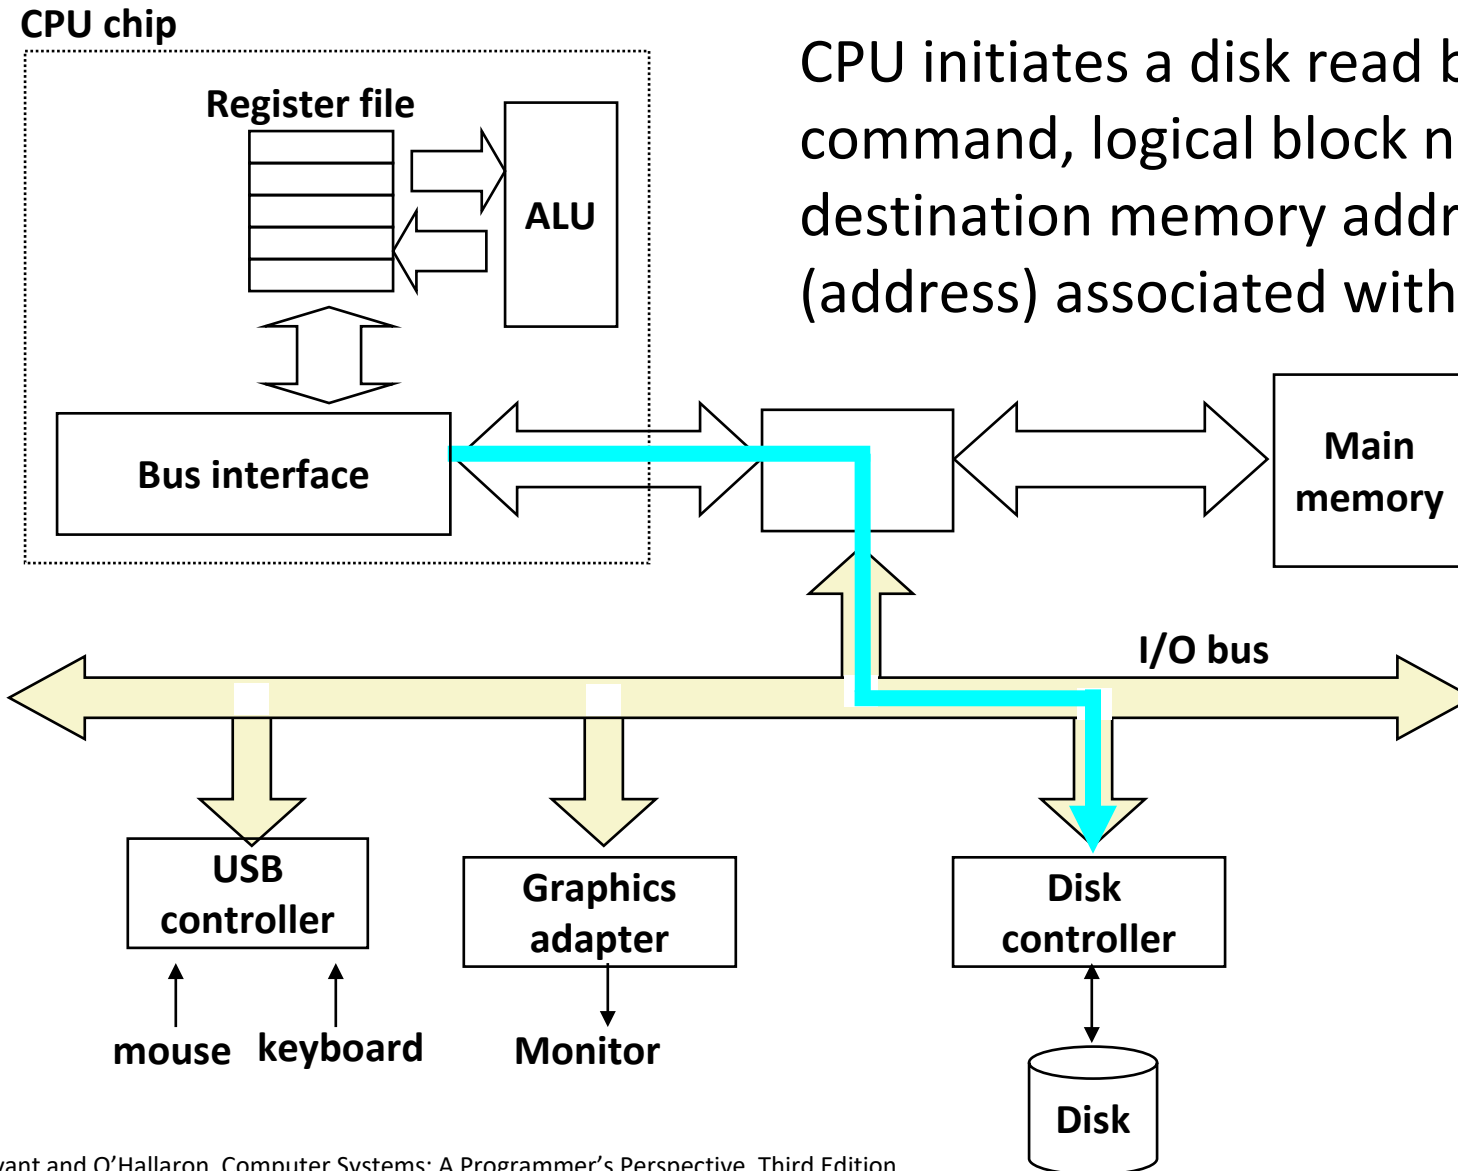 CPU chip
CPU initiates a disk read
command, logical block
destination memory
(address) associated with
Register file
ALU
Bus interface
Main
memory
I/O bus
USB
controller
Graphics
adapter
Disk
controller
mouse
keyboard
Monitor
Disk
and O'Hallaron, Computer Systems: A Programmer's Perspective, Third Edition